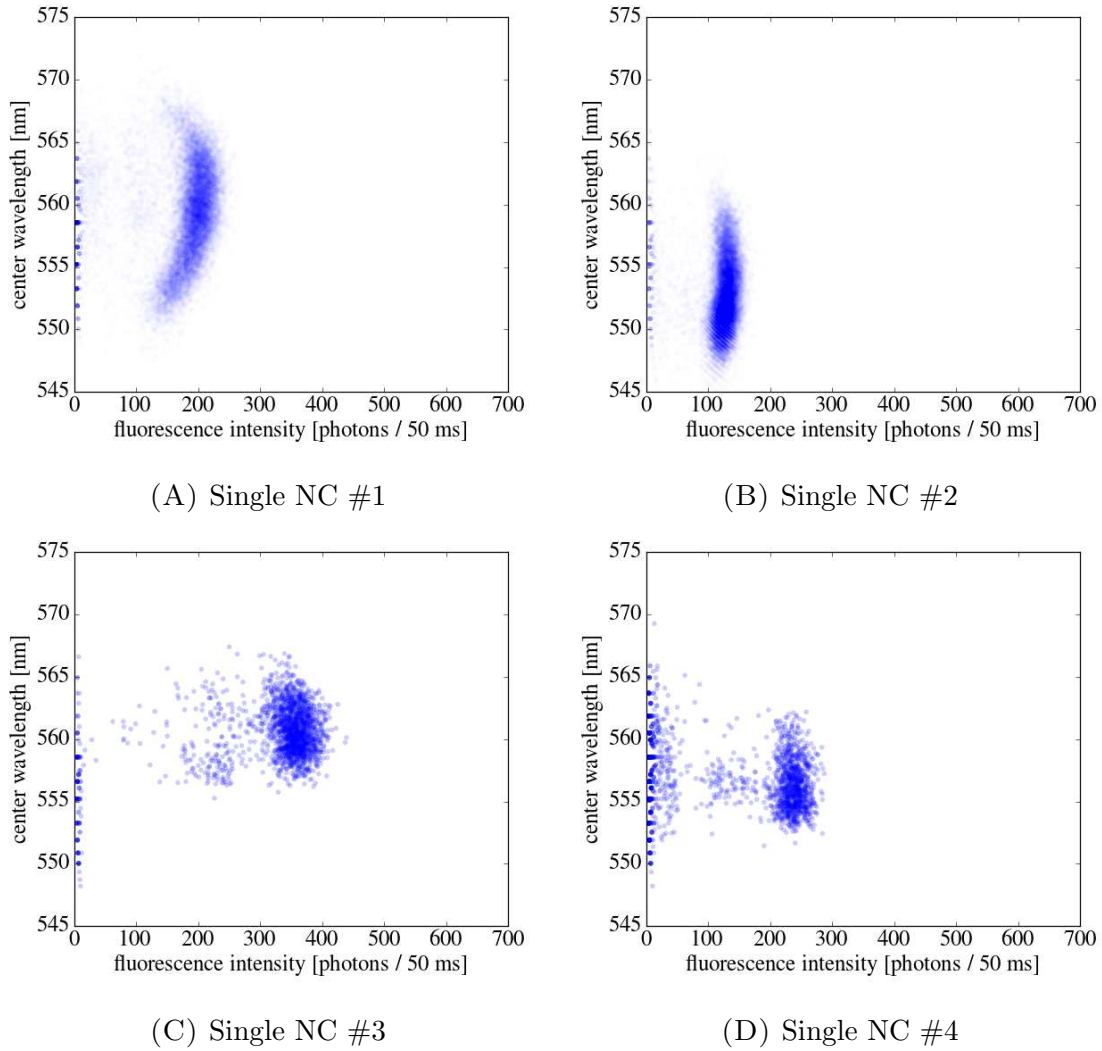 575
570
565
560
555
550
545
center wavelength [nm]
0 100 200 300 400 500 600 700
fluorescence intensity [photons / 50 ms]
(A) Single NC #1
575
570
565
560
555
550
545
center wavelength [nm]
0 100 200 300 400 500 600 700
fluorescence intensity [photons / 50 ms]
(B) Single NC #2
575
570
565
560
555
550
545
center wavelength [nm]
0 100 200 300 400 500 600 700
fluorescence intensity [photons / 50 ms]
(C) Single NC #3
575
570
565
560
555
550
545
center wavelength [nm]
0 100 200 300 400 500 600 700
fluorescence intensity [photons / 50 ms]
(D) Single NC #4